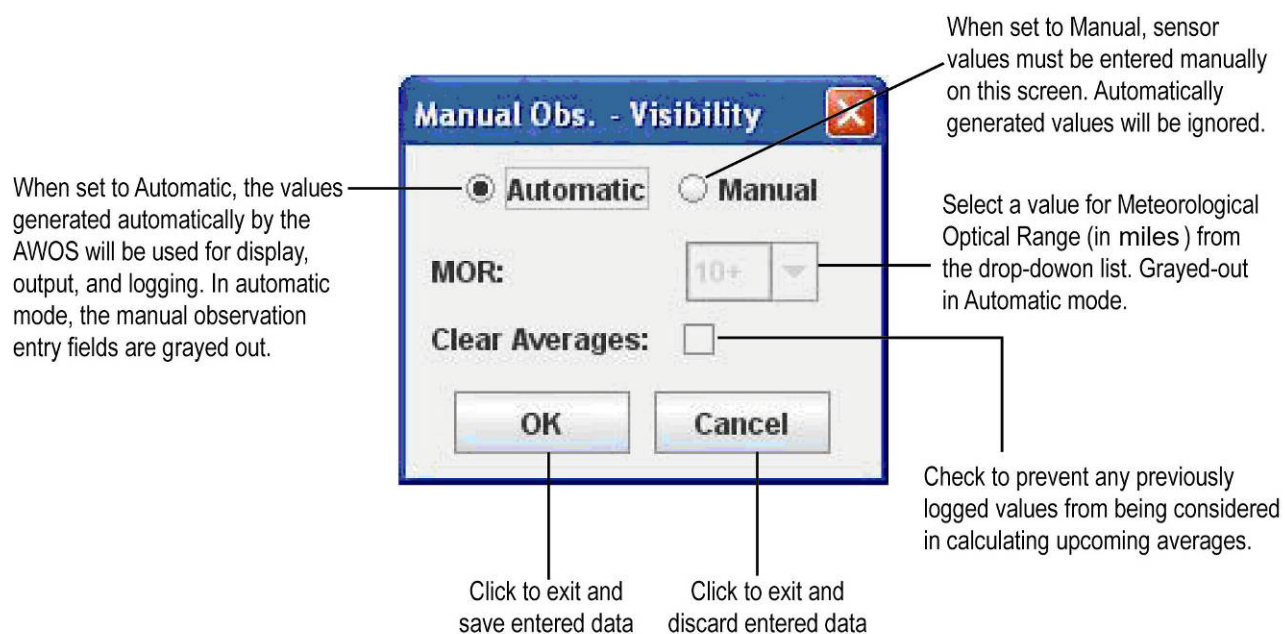 When set to Manual, sensor
values must be entered manually
on this screen. Automatically
generated values will be ignored.
Manual Obs. - Visibility
When set to Automatic, the values
generated automatically by the
AWOS will be used for display,
output, and logging. In automatic
mode, the manual observation
entry fields are grayed out.
Automatic Manual
Select a value for Meteorological
Optical Range (in miles) from
the drop-dowon list. Grayed-out
in Automatic mode.
MOR: 10+
Clear Averages:
OK Cancel
Check to prevent any previously
logged values from being considered
in calculating upcoming averages.
Click to exit and
save entered data
Click to exit and
discard entered data